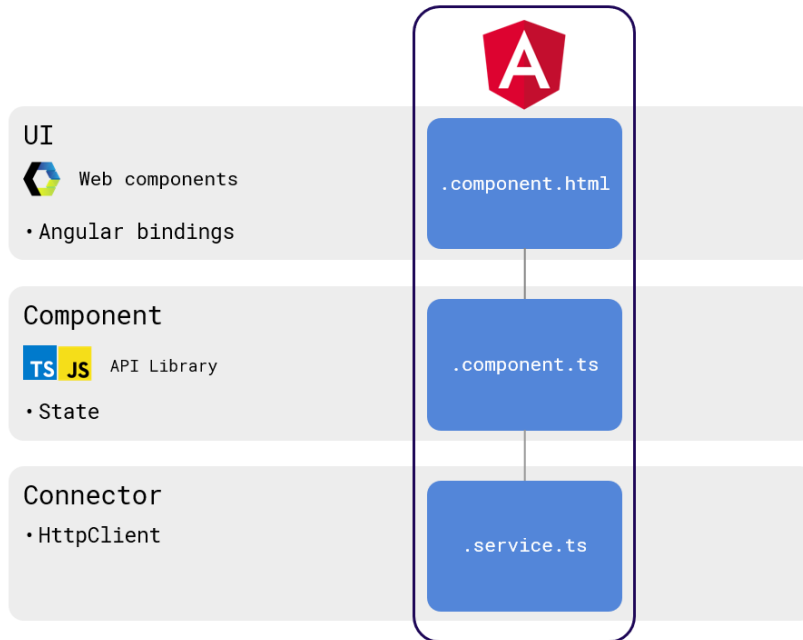 UI
Web components
.component.html
• Angular bindings
Component
TS JS API Library
.component.ts
• State
Connector
• HttpClient
.service.ts